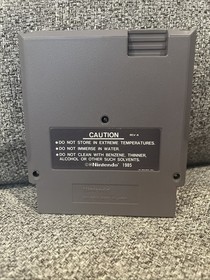 CAUTION
REV-A
●DO NOT STORE IN EXTREME TEMPERATURES.
●DO NOT IMMERSE IN WATER.
●DO NOT CLEAN WITH BENZENE, THINNER,
ALCOHOL OR OTHER SUCH SOLVENTS.
©®Nintendo 1985